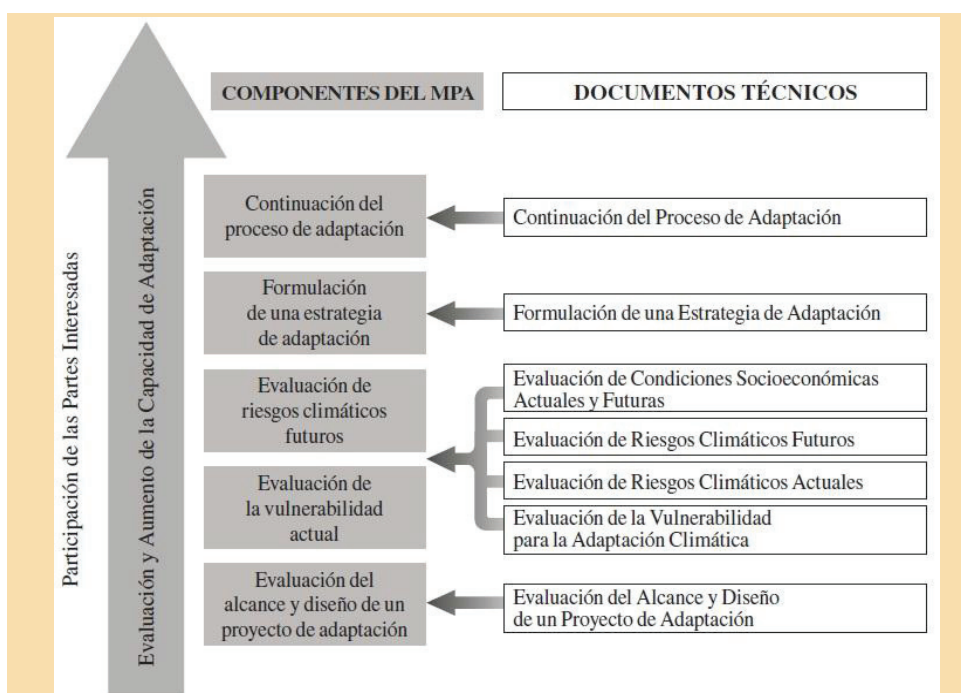 Participación de las Partes Interesadas
Evaluación y Aumento de la Capacidad de Adaptación
COMPONENTES DEL MPA
DOCUMENTOS TÉCNICOS
Continuación del
proceso de adaptación
Continuación del Proceso de Adaptación
Formulación
de una estrategia
de adaptación
Formulación de una Estrategia de Adaptación
Evaluación de
riesgos climáticos
futuros
Evaluación de
la vulnerabilidad
actual
Evaluación de Condiciones Socioeconómicas
Actuales y Futuras
Evaluación de Riesgos Climáticos Futuros
Evaluación de Riesgos Climáticos Actuales
Evaluación de la Vulnerabilidad
para la Adaptación Climática
Evaluación del
alcance y diseño de un
proyecto de adaptación
Evaluación del Alcance y Diseño
de un Proyecto de Adaptación